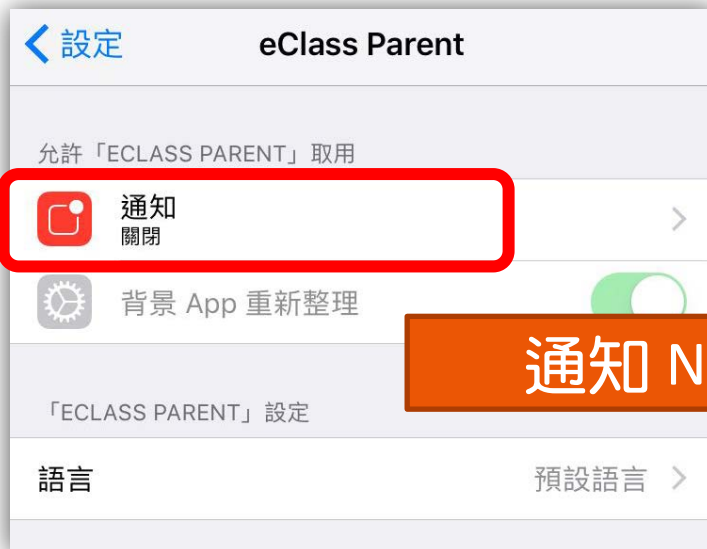 設定
eClass Parent
允許「ECLASS PARENT」取用
通知
關閉
背景 App 重新整理
通知 N
「ECLASS PARENT」設定
語言
預設語言